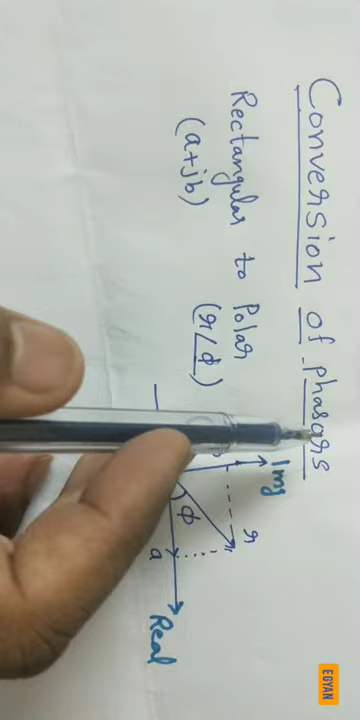 Conversion of phasors
Rectangular to Polar
(a+jb) (r∠φ)
Img
r
φ
a
Real
EGYAN